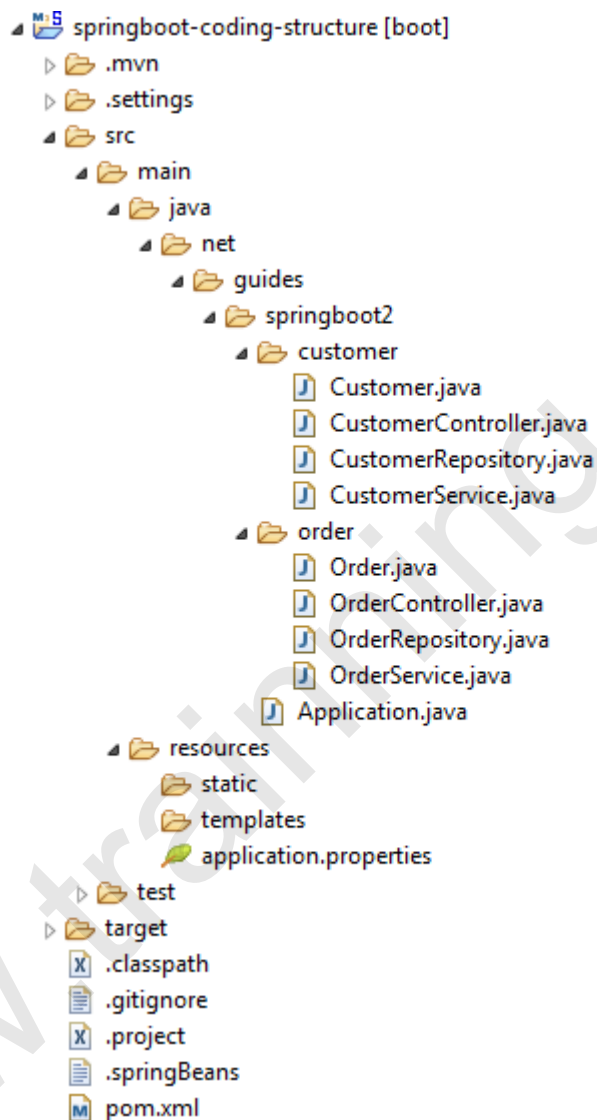 springboot-coding-structure [boot]
.mvn
.settings
src
main
java
net
guides
springboot2
customer
Customer.java
CustomerController.java
CustomerRepository.java
CustomerService.java
order
Order.java
OrderController.java
OrderRepository.java
OrderService.java
Application.java
resources
static
templates
application.properties
test
target
.classpath
.gitignore
.project
.springBeans
pom.xml